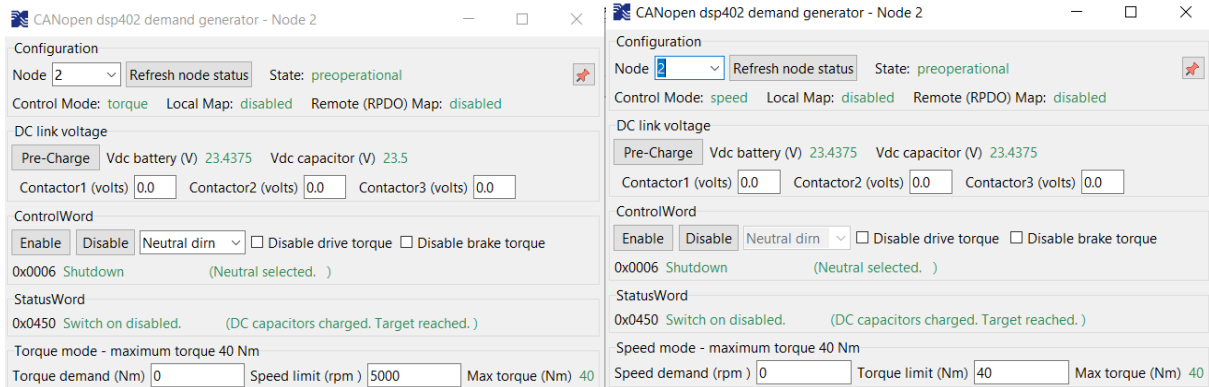 CANopen dsp402 demand generator - Node 2
Configuration
Node 2 Refresh node status State: preoperational
Control Mode: torque Local Map: disabled Remote (RPDO) Map: disabled
DC link voltage
Pre-Charge Vdc battery (V) 23.4375 Vdc capacitor (V) 23.5
Contactor1 (volts) 0.0 Contactor2 (volts) 0.0 Contactor3 (volts) 0.0
ControlWord
Enable Disable Neutral dirn Disable drive torque Disable brake torque
0x0006 Shutdown (Neutral selected. )
StatusWord
0x0450 Switch on disabled. (DC capacitors charged. Target reached. )
Torque mode - maximum torque 40 Nm
Torque demand (Nm) 0 Speed limit (rpm ) 5000 Max torque (Nm) 40
CANopen dsp402 demand generator - Node 2
Configuration
Node 2 Refresh node status State: preoperational
Control Mode: speed Local Map: disabled Remote (RPDO) Map: disabled
DC link voltage
Pre-Charge Vdc battery (V) 23.4375 Vdc capacitor (V) 23.4375
Contactor1 (volts) 0.0 Contactor2 (volts) 0.0 Contactor3 (volts) 0.0
ControlWord
Enable Disable Neutral dirn Disable drive torque Disable brake torque
0x0006 Shutdown (Neutral selected. )
StatusWord
0x0450 Switch on disabled. (DC capacitors charged. Target reached. )
Speed mode - maximum torque 40 Nm
Speed demand (rpm ) 0 Torque limit (Nm) 40 Max torque (Nm) 40